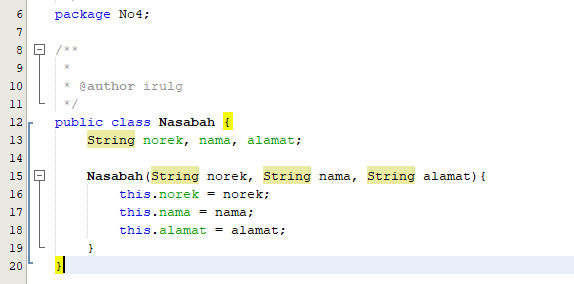 6 package No4;
7
8 /**
9 *
10 * @author irulg
11 */
12 public class Nasabah {
13 String norek, nama, alamat;
14
15 Nasabah(String norek, String nama, String alamat){
16 this.norek = norek;
17 this.nama = nama;
18 this.alamat = alamat;
19 }
20 }